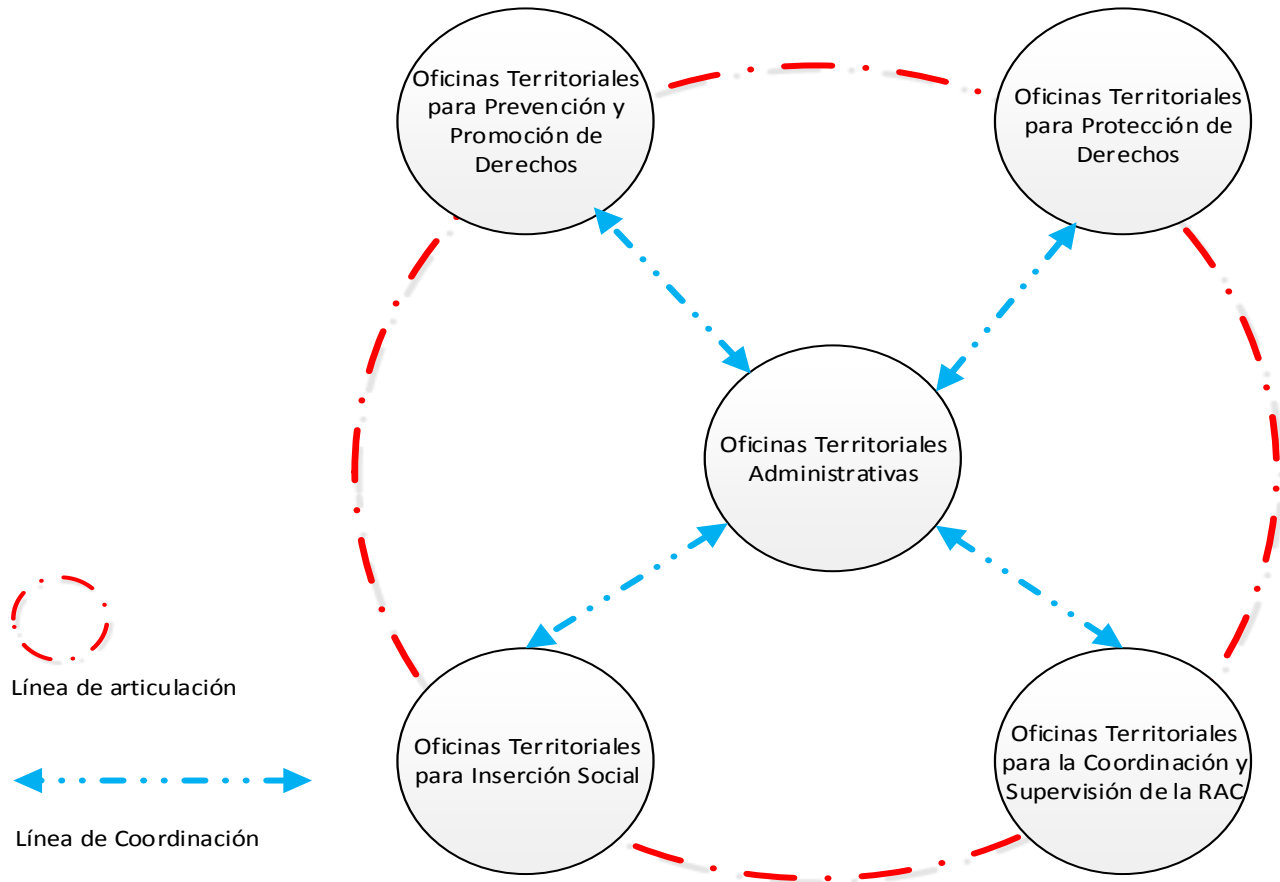 Oficinas Territoriales
para Prevención y
Promoción de
Derechos
Oficinas Territoriales
para Protección de
Derechos
Oficinas Territoriales
Administrativas
Línea de articulación
Oficinas Territoriales
para Inserción Social
Oficinas Territoriales
para la Coordinación y
Supervisión de la RAC
Línea de Coordinación